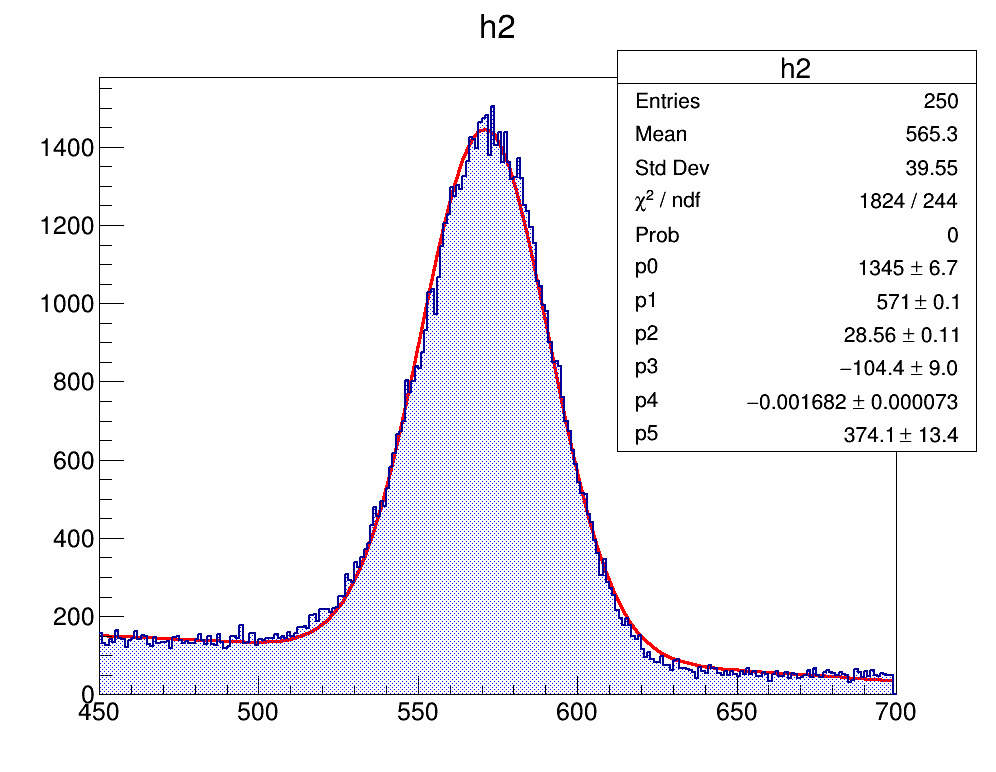 h2
h2
Entries 250
Mean 565.3
Std Dev 39.55
χ² / ndf 1824 / 244
Prob 0
p0 1345 ± 6.7
p1 571 ± 0.1
p2 28.56 ± 0.11
p3 −104.4 ± 9.0
p4 −0.001682 ± 0.000073
p5 374.1 ± 13.4
1400
1200
1000
800
600
400
200
0
450 500 550 600 650 700